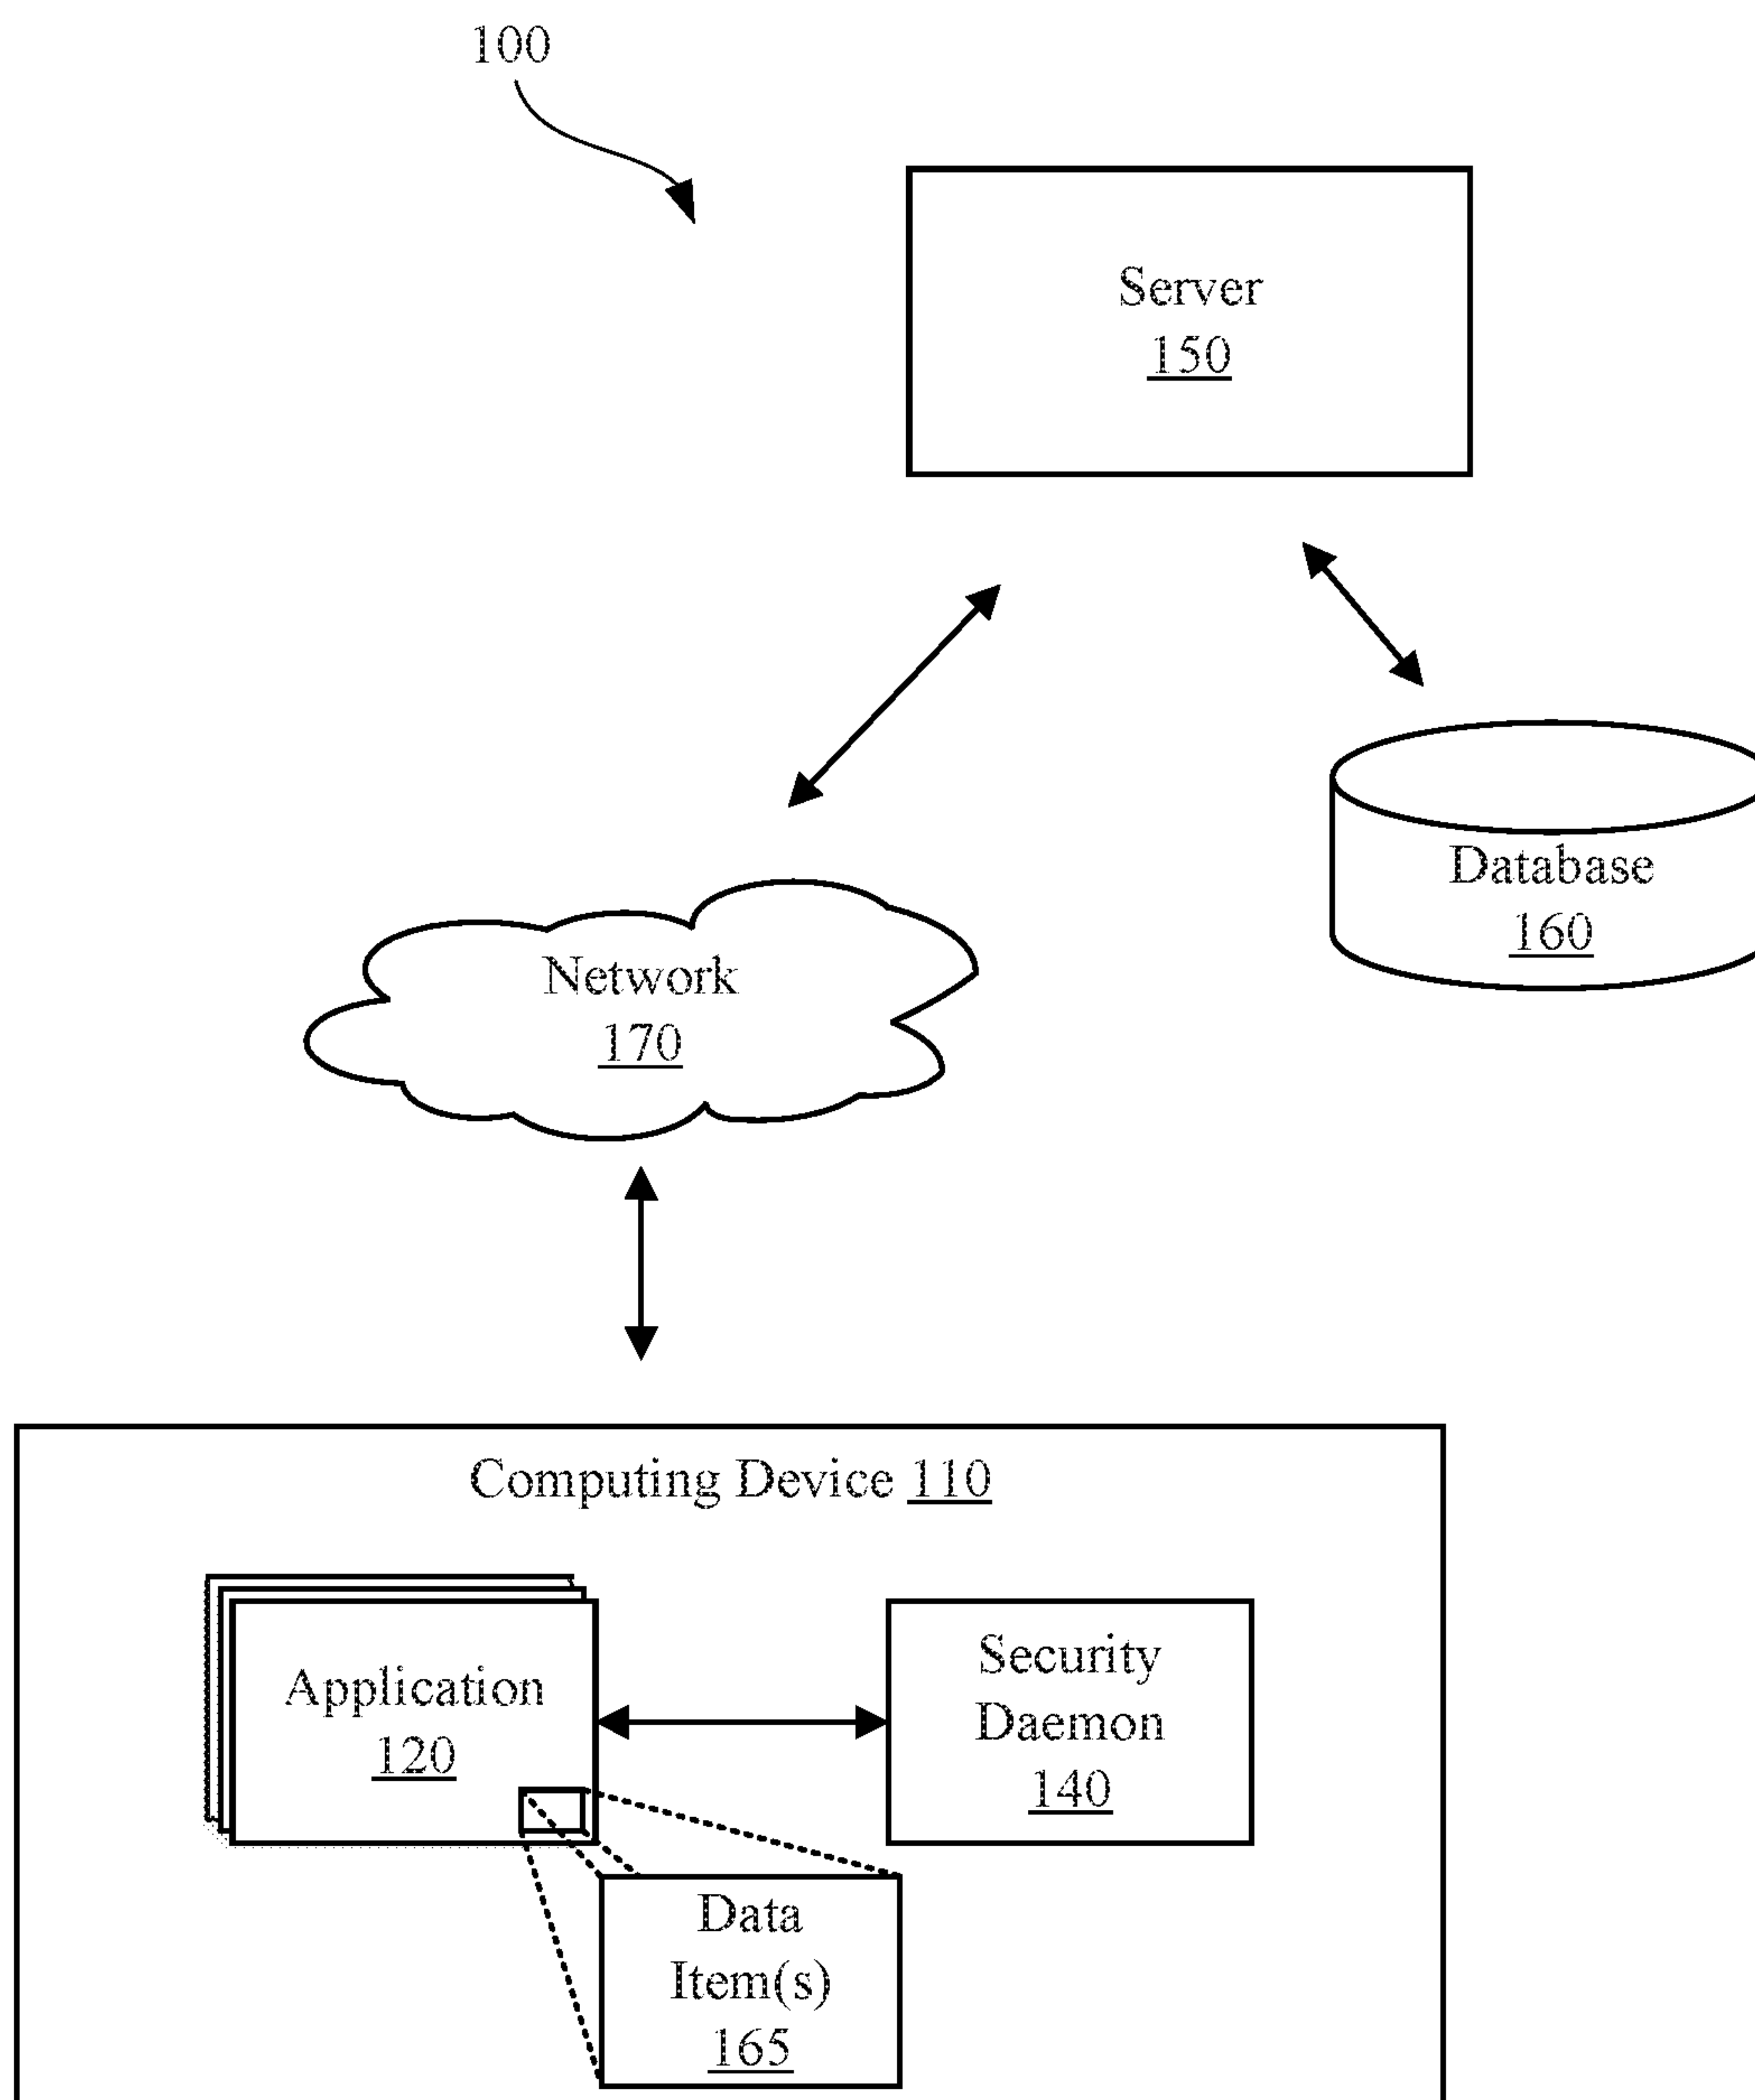 100
Server
150
Database
160
Network
170
Computing Device 110
Application
120
Security
Daemon
140
Data
Item(s)
165